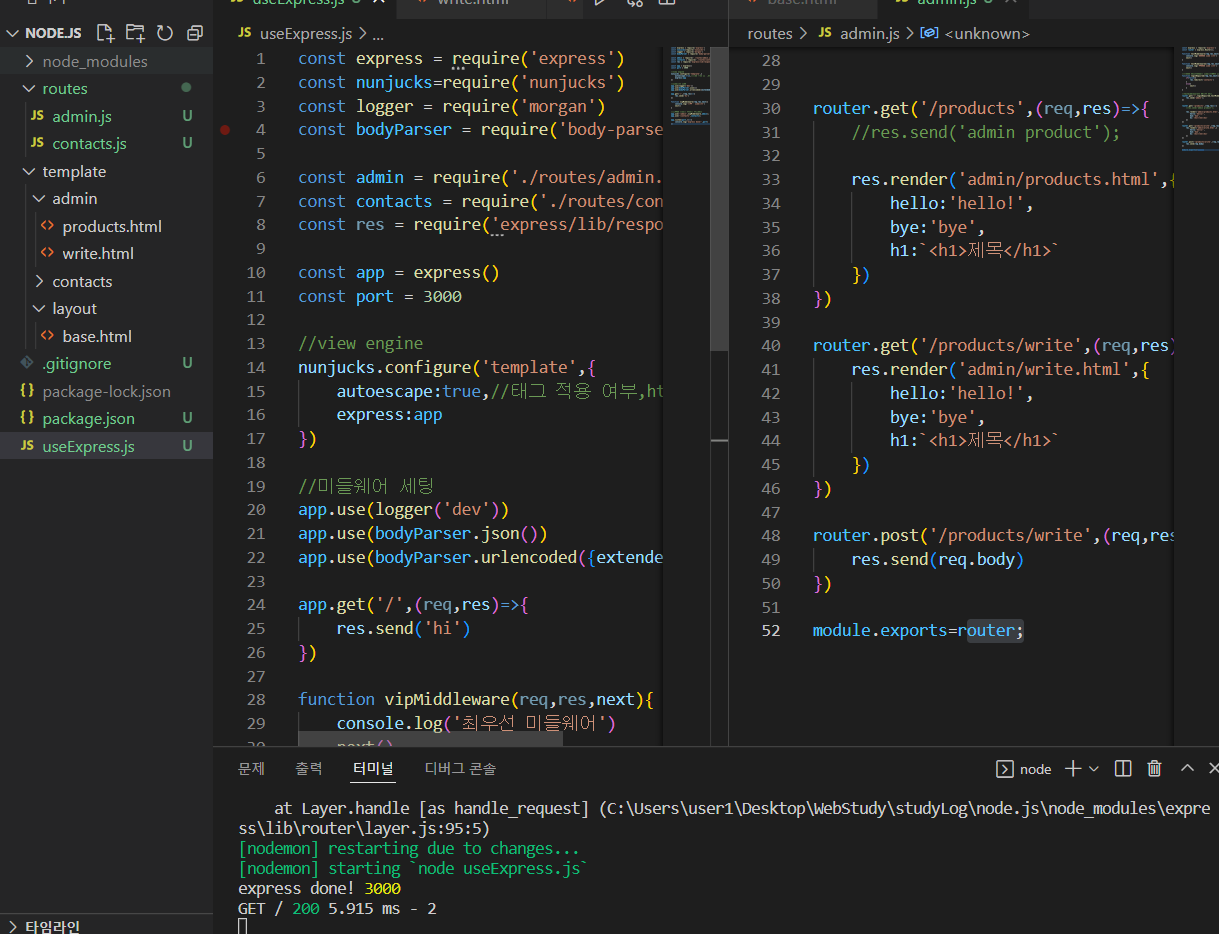 useExpress.js U
write.html
base.html
admin.js U
NODE.JS
node_modules
routes
admin.js U
contacts.js U
template
admin
products.html
write.html
contacts
layout
base.html
.gitignore U
package-lock.json
package.json U
useExpress.js U
타임라인
JS useExpress.js > ...
1 const express = require('express')
2 const nunjucks=require('nunjucks')
3 const logger = require('morgan')
4 const bodyParser = require('body-parse
5
6 const admin = require('./routes/admin.
7 const contacts = require('./routes/con
8 const res = require('express/lib/respo
9
10 const app = express()
11 const port = 3000
12
13 //view engine
14 nunjucks.configure('template',{
15 autoescape:true,//태그 적용 여부,ht
16 express:app
17 })
18
19 //미들웨어 세팅
20 app.use(logger('dev'))
21 app.use(bodyParser.json())
22 app.use(bodyParser.urlencoded({extende
23
24 app.get('/',(req,res)=>{
25 res.send('hi')
26 })
27
28 function vipMiddleware(req,res,next){
29 console.log('최우선 미들웨어')
30 next()
routes > JS admin.js > <unknown>
28
29
30 router.get('/products',(req,res)=>{
31 //res.send('admin product');
32
33 res.render('admin/products.html',{
34 hello:'hello!',
35 bye:'bye',
36 h1:`<h1>제목</h1>`
37 })
38 })
39
40 router.get('/products/write',(req,res)
41 res.render('admin/write.html',{
42 hello:'hello!',
43 bye:'bye',
44 h1:`<h1>제목</h1>`
45 })
46 })
47
48 router.post('/products/write',(req,res
49 res.send(req.body)
50 })
51
52 module.exports=router;
문제 출력 터미널 디버그 콘솔 node
at Layer.handle [as handle_request] (C:\Users\user1\Desktop\WebStudy\studyLog\node.js\node_modules\expre
ss\lib\router\layer.js:95:5)
[nodemon] restarting due to changes...
[nodemon] starting `node useExpress.js`
express done! 3000
GET / 200 5.915 ms - 2